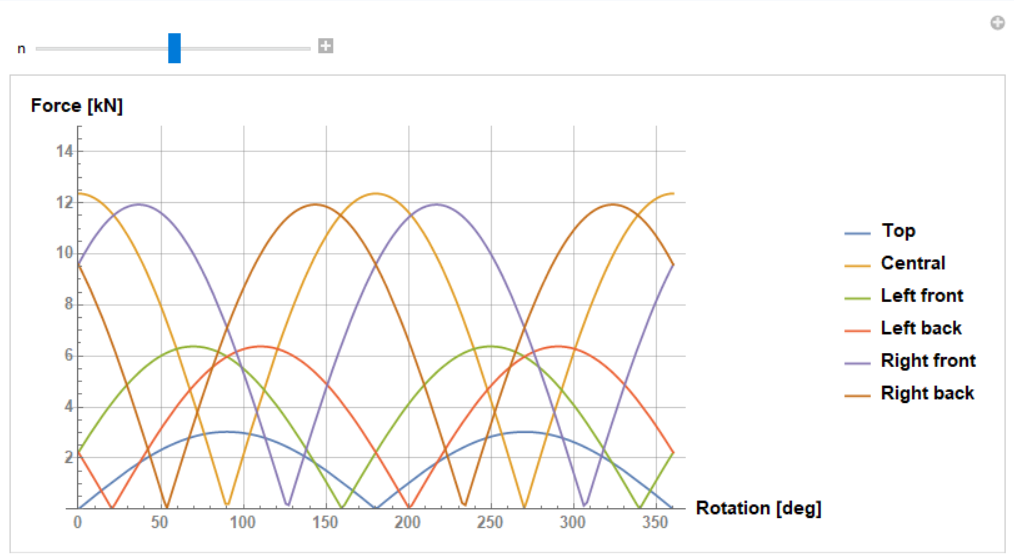 n
Force [kN]
14
12
10
8
6
4
2
0 50 100 150 200 250 300 350
Rotation [deg]
Top
Central
Left front
Left back
Right front
Right back